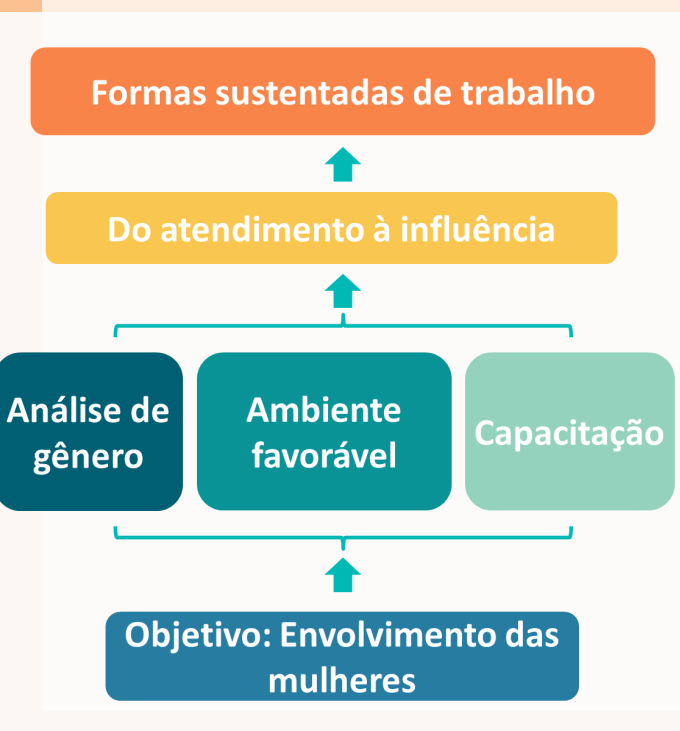 Formas sustentadas de trabalho
Do atendimento à influência
Análise de
gênero
Ambiente
favorável
Capacitação
Objetivo: Envolvimento das
mulheres